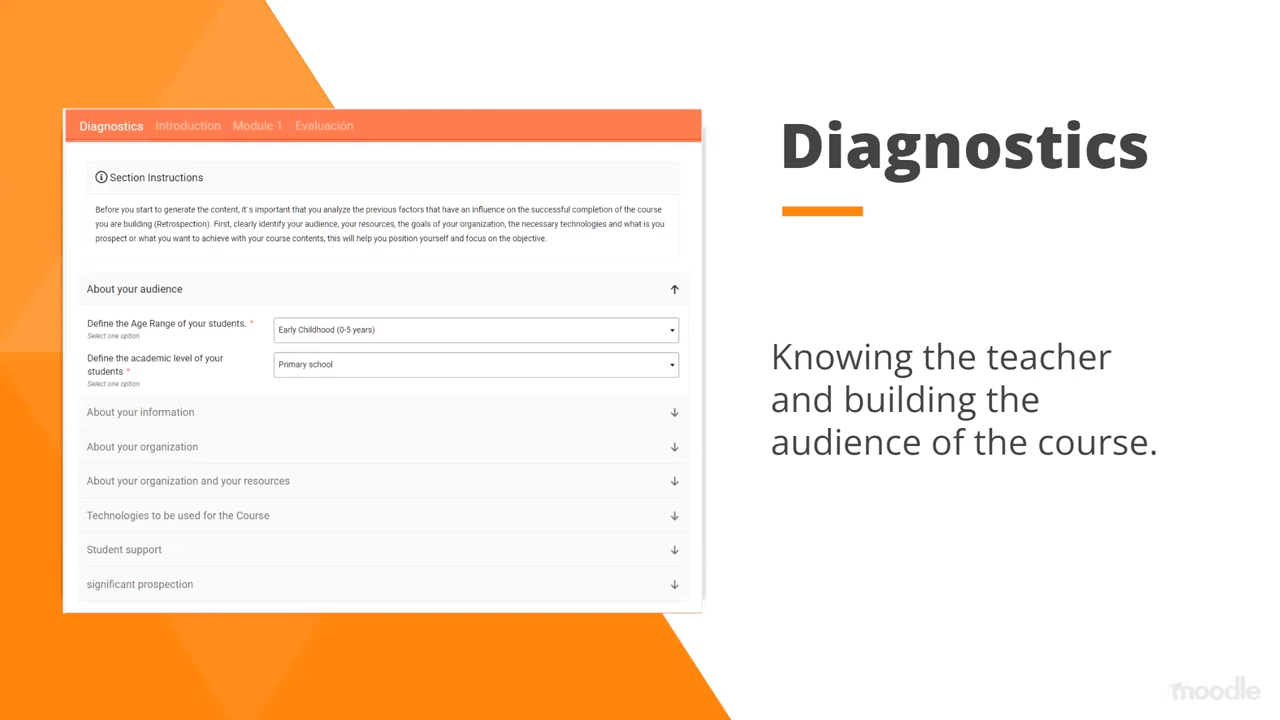 Diagnostics Introduction Module 1 Evaluación
Section Instructions
Before you start to generate the content, it´s important that you analyze the previous factors that have an influence on the successful completion of the course
you are building (Retrospection). First, clearly identify your audience, your resources, the goals of your organization, the necessary technologies and what is you
prospect or what you want to achieve with your course contents, this will help you position yourself and focus on the objective.
About your audience
Define the Age Range of your students. *
Select one option
Early Childhood (0-5 years)
Define the academic level of your
students *
Select one option
Primary school
About your information
About your organization
About your organization and your resources
Technologies to be used for the Course
Student support
significant prospection
Diagnostics
Knowing the teacher
and building the
audience of the course.
moodle